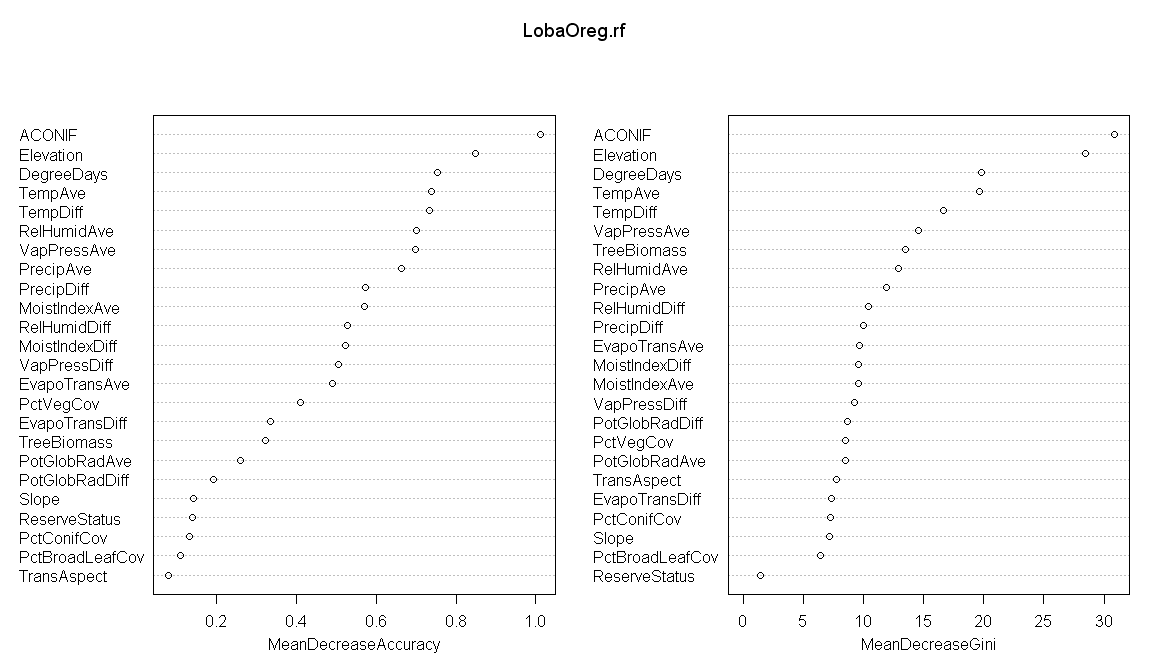 LobaOreg.rf
ACONIF
Elevation
DegreeDays
TempAve
TempDiff
RelHumidAve
VapPressAve
PrecipAve
PrecipDiff
MoistIndexAve
RelHumidDiff
MoistIndexDiff
VapPressDiff
EvapoTransAve
PctVegCov
EvapoTransDiff
TreeBiomass
PotGlobRadAve
PotGlobRadDiff
Slope
ReserveStatus
PctConifCov
PctBroadLeafCov
TransAspect
0.2 0.4 0.6 0.8 1.0
MeanDecreaseAccuracy
ACONIF
Elevation
DegreeDays
TempAve
TempDiff
VapPressAve
TreeBiomass
RelHumidAve
PrecipAve
RelHumidDiff
PrecipDiff
EvapoTransAve
MoistIndexDiff
MoistIndexAve
VapPressDiff
PotGlobRadDiff
PctVegCov
PotGlobRadAve
TransAspect
EvapoTransDiff
PctConifCov
Slope
PctBroadLeafCov
ReserveStatus
0 5 10 15 20 25 30
MeanDecreaseGini